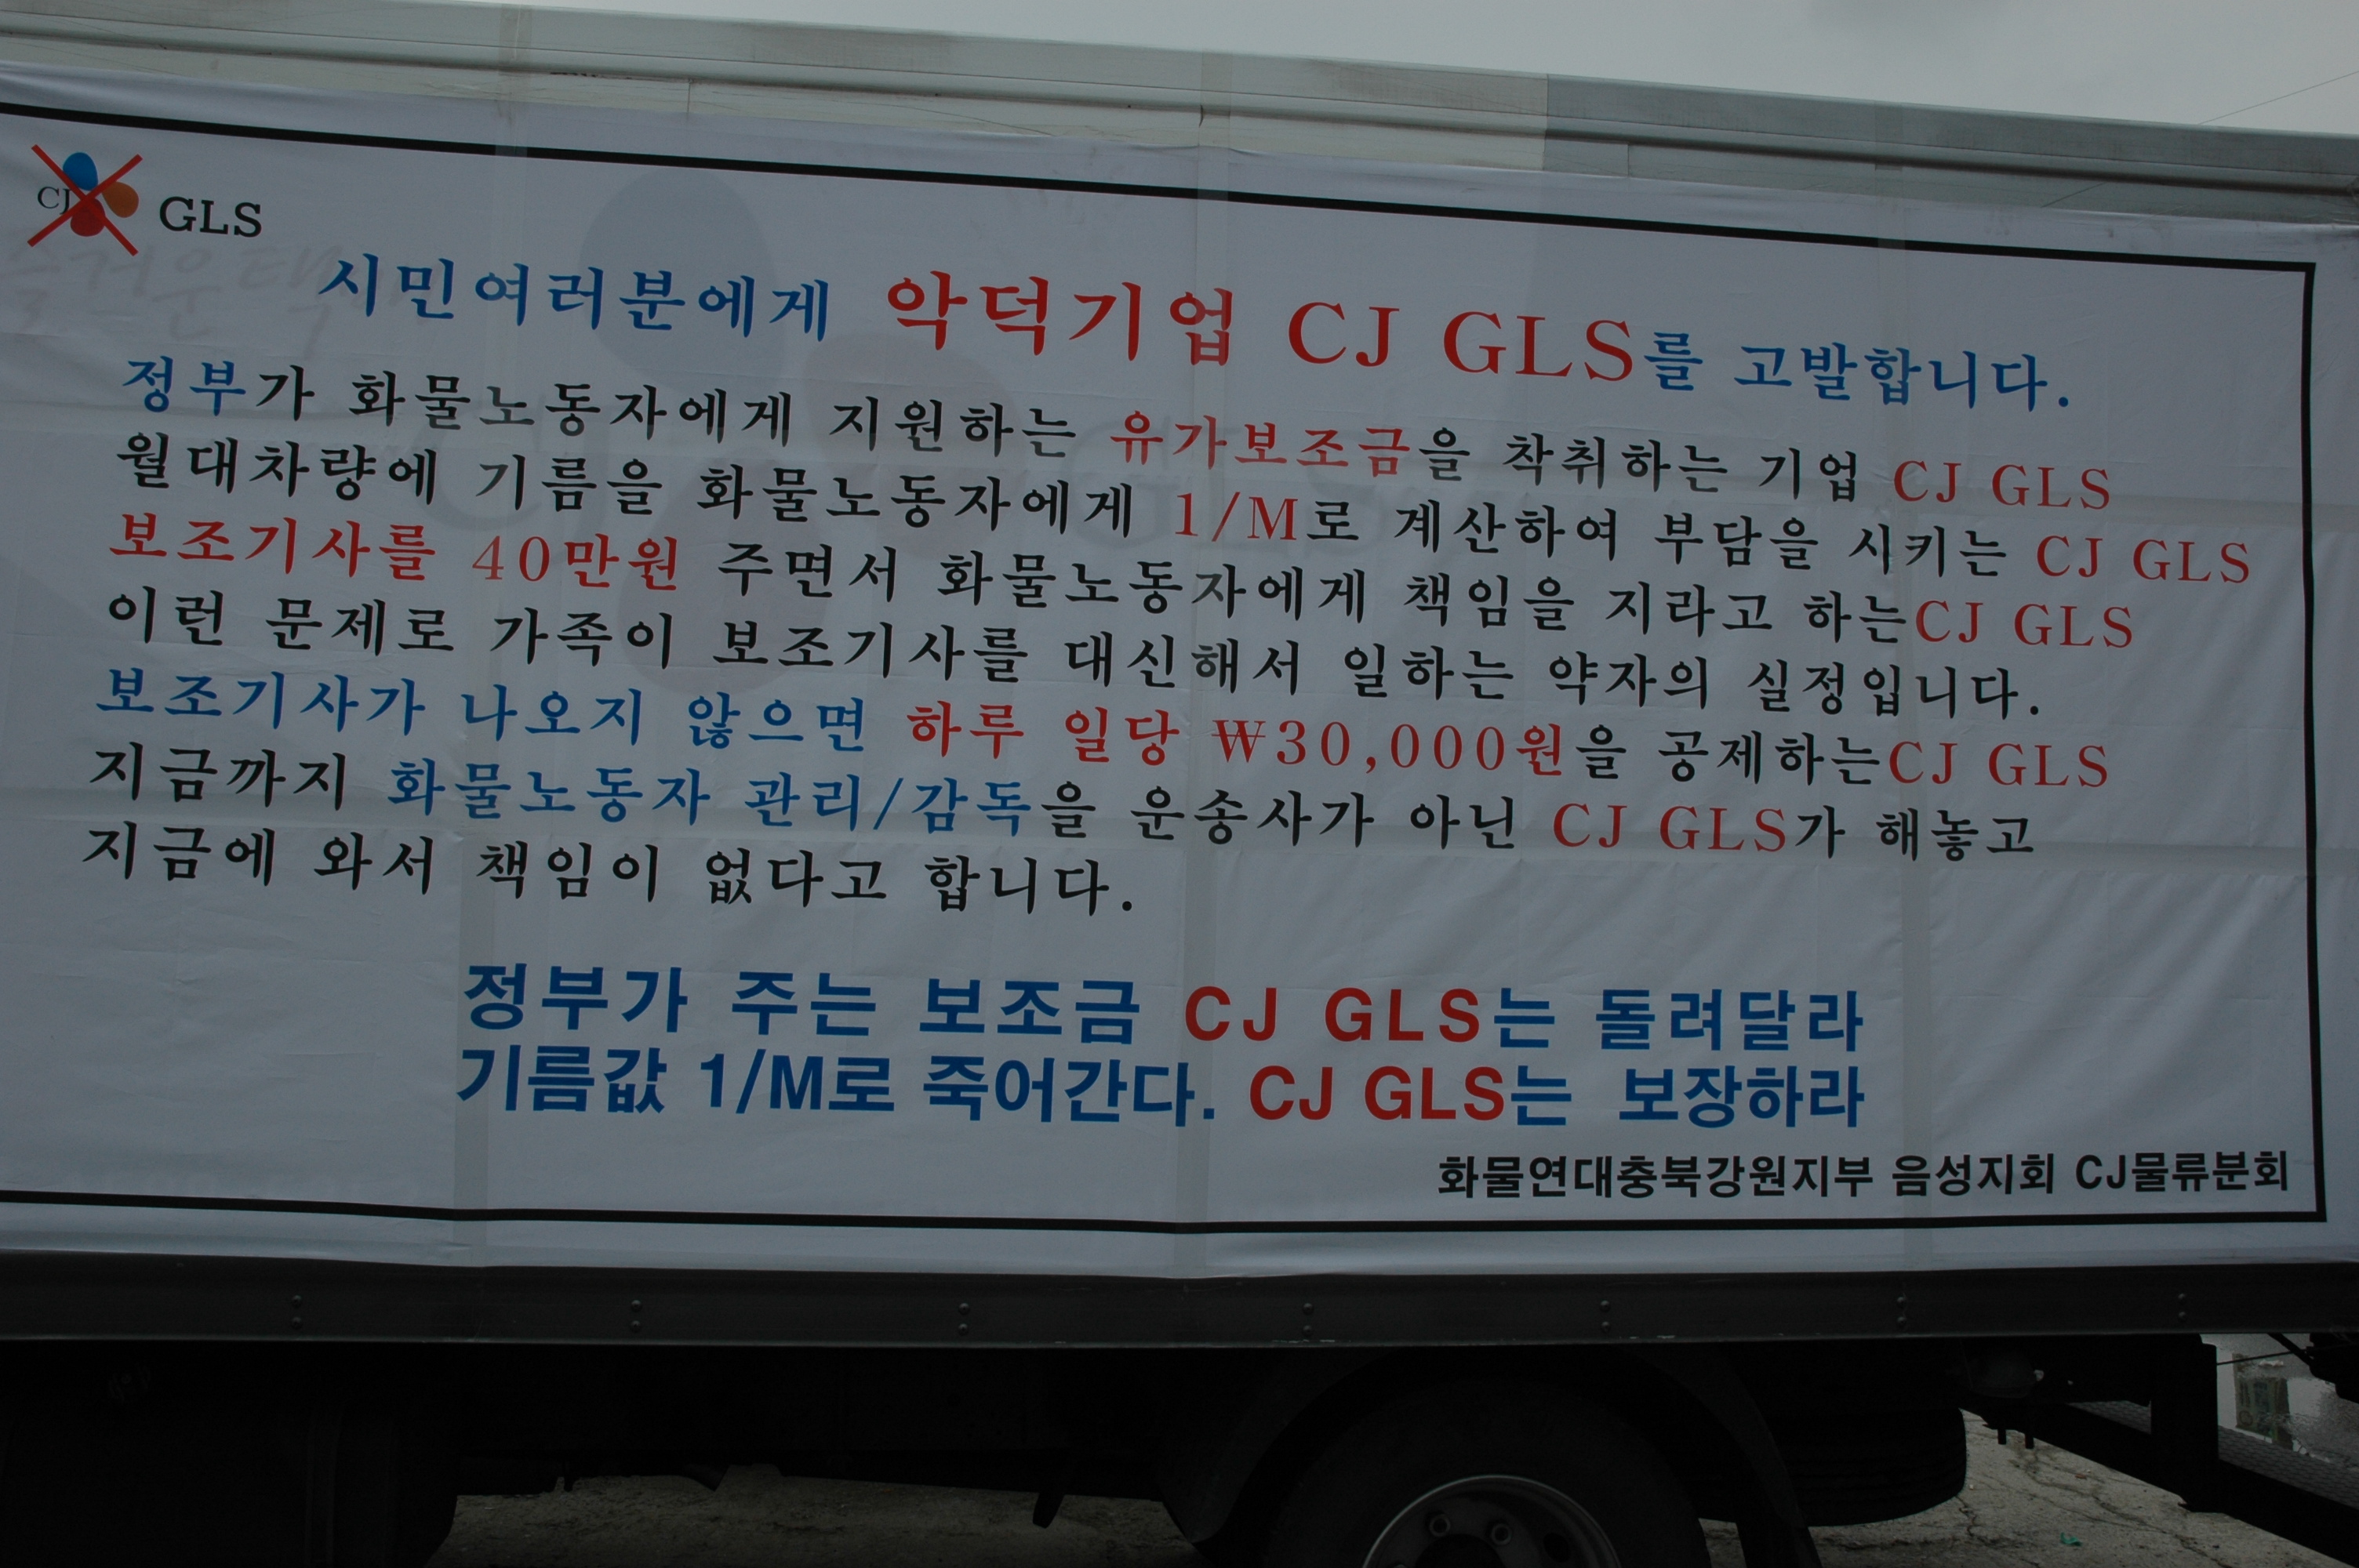 CJ GLS
시민여러분에게 악덕기업 CJ GLS를 고발합니다.
정부가 화물노동자에게 지원하는 유가보조금을 착취하는 기업 CJ GLS
월대차량에 기름을 화물노동자에게 1/M로 계산하여 부담을 시키는 CJ GLS
보조기사를 40만원 주면서 화물노동자에게 책임을 지라고 하는CJ GLS
이런 문제로 가족이 보조기사를 대신해서 일하는 약자의 실정입니다.
보조기사가 나오지 않으면 하루 일당 ₩30,000원을 공제하는CJ GLS
지금까지 화물노동자 관리/감독을 운송사가 아닌 CJ GLS가 해놓고
지금에 와서 책임이 없다고 합니다.
정부가 주는 보조금 CJ GLS는 돌려달라
기름값 1/M로 죽어간다. CJ GLS는 보장하라
화물연대충북강원지부 음성지회 CJ물류분회